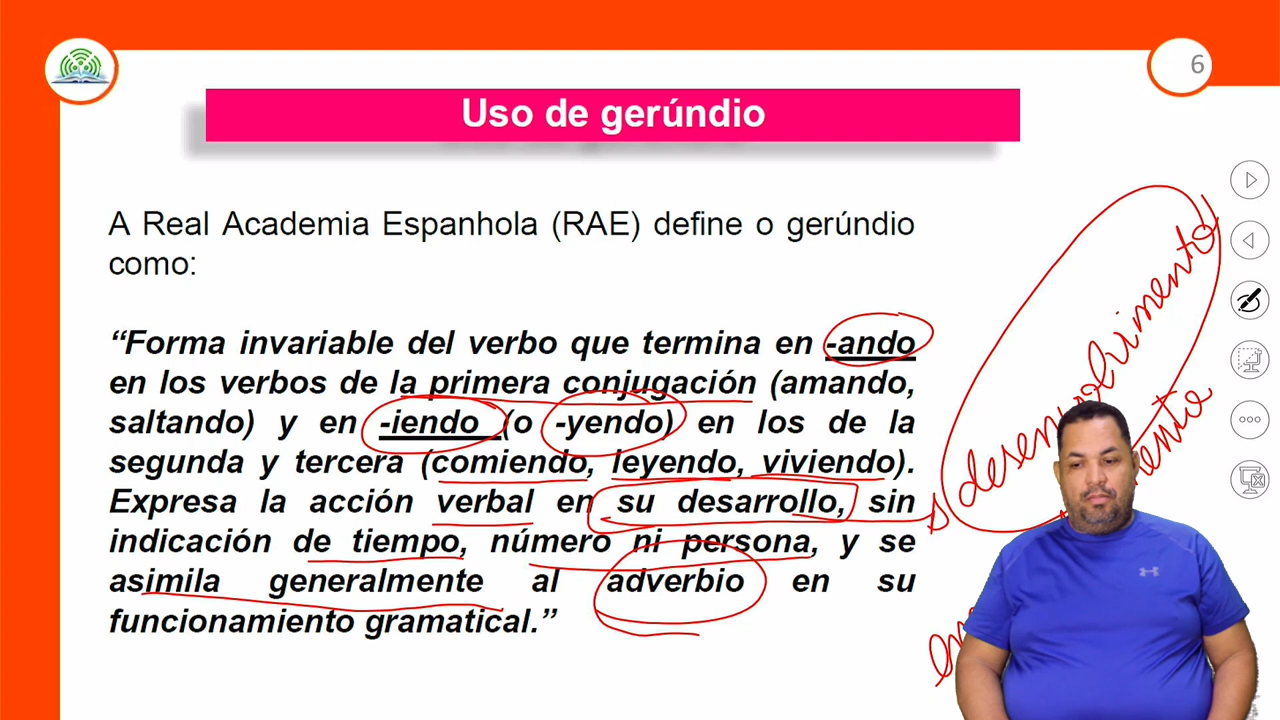 6
Uso de gerúndio
A Real Academia Espanhola (RAE) define o gerúndio
como:
“Forma invariable del verbo que termina en -ando
en los verbos de la primera conjugación (amando,
saltando) y en -iendo (o -yendo) en los de la
segunda y tercera (comiendo, leyendo, viviendo).
Expresa la acción verbal en su desarrollo, sin
indicación de tiempo, número ni persona, y se
asimila generalmente al adverbio en su
funcionamiento gramatical.”
desenvolvimento